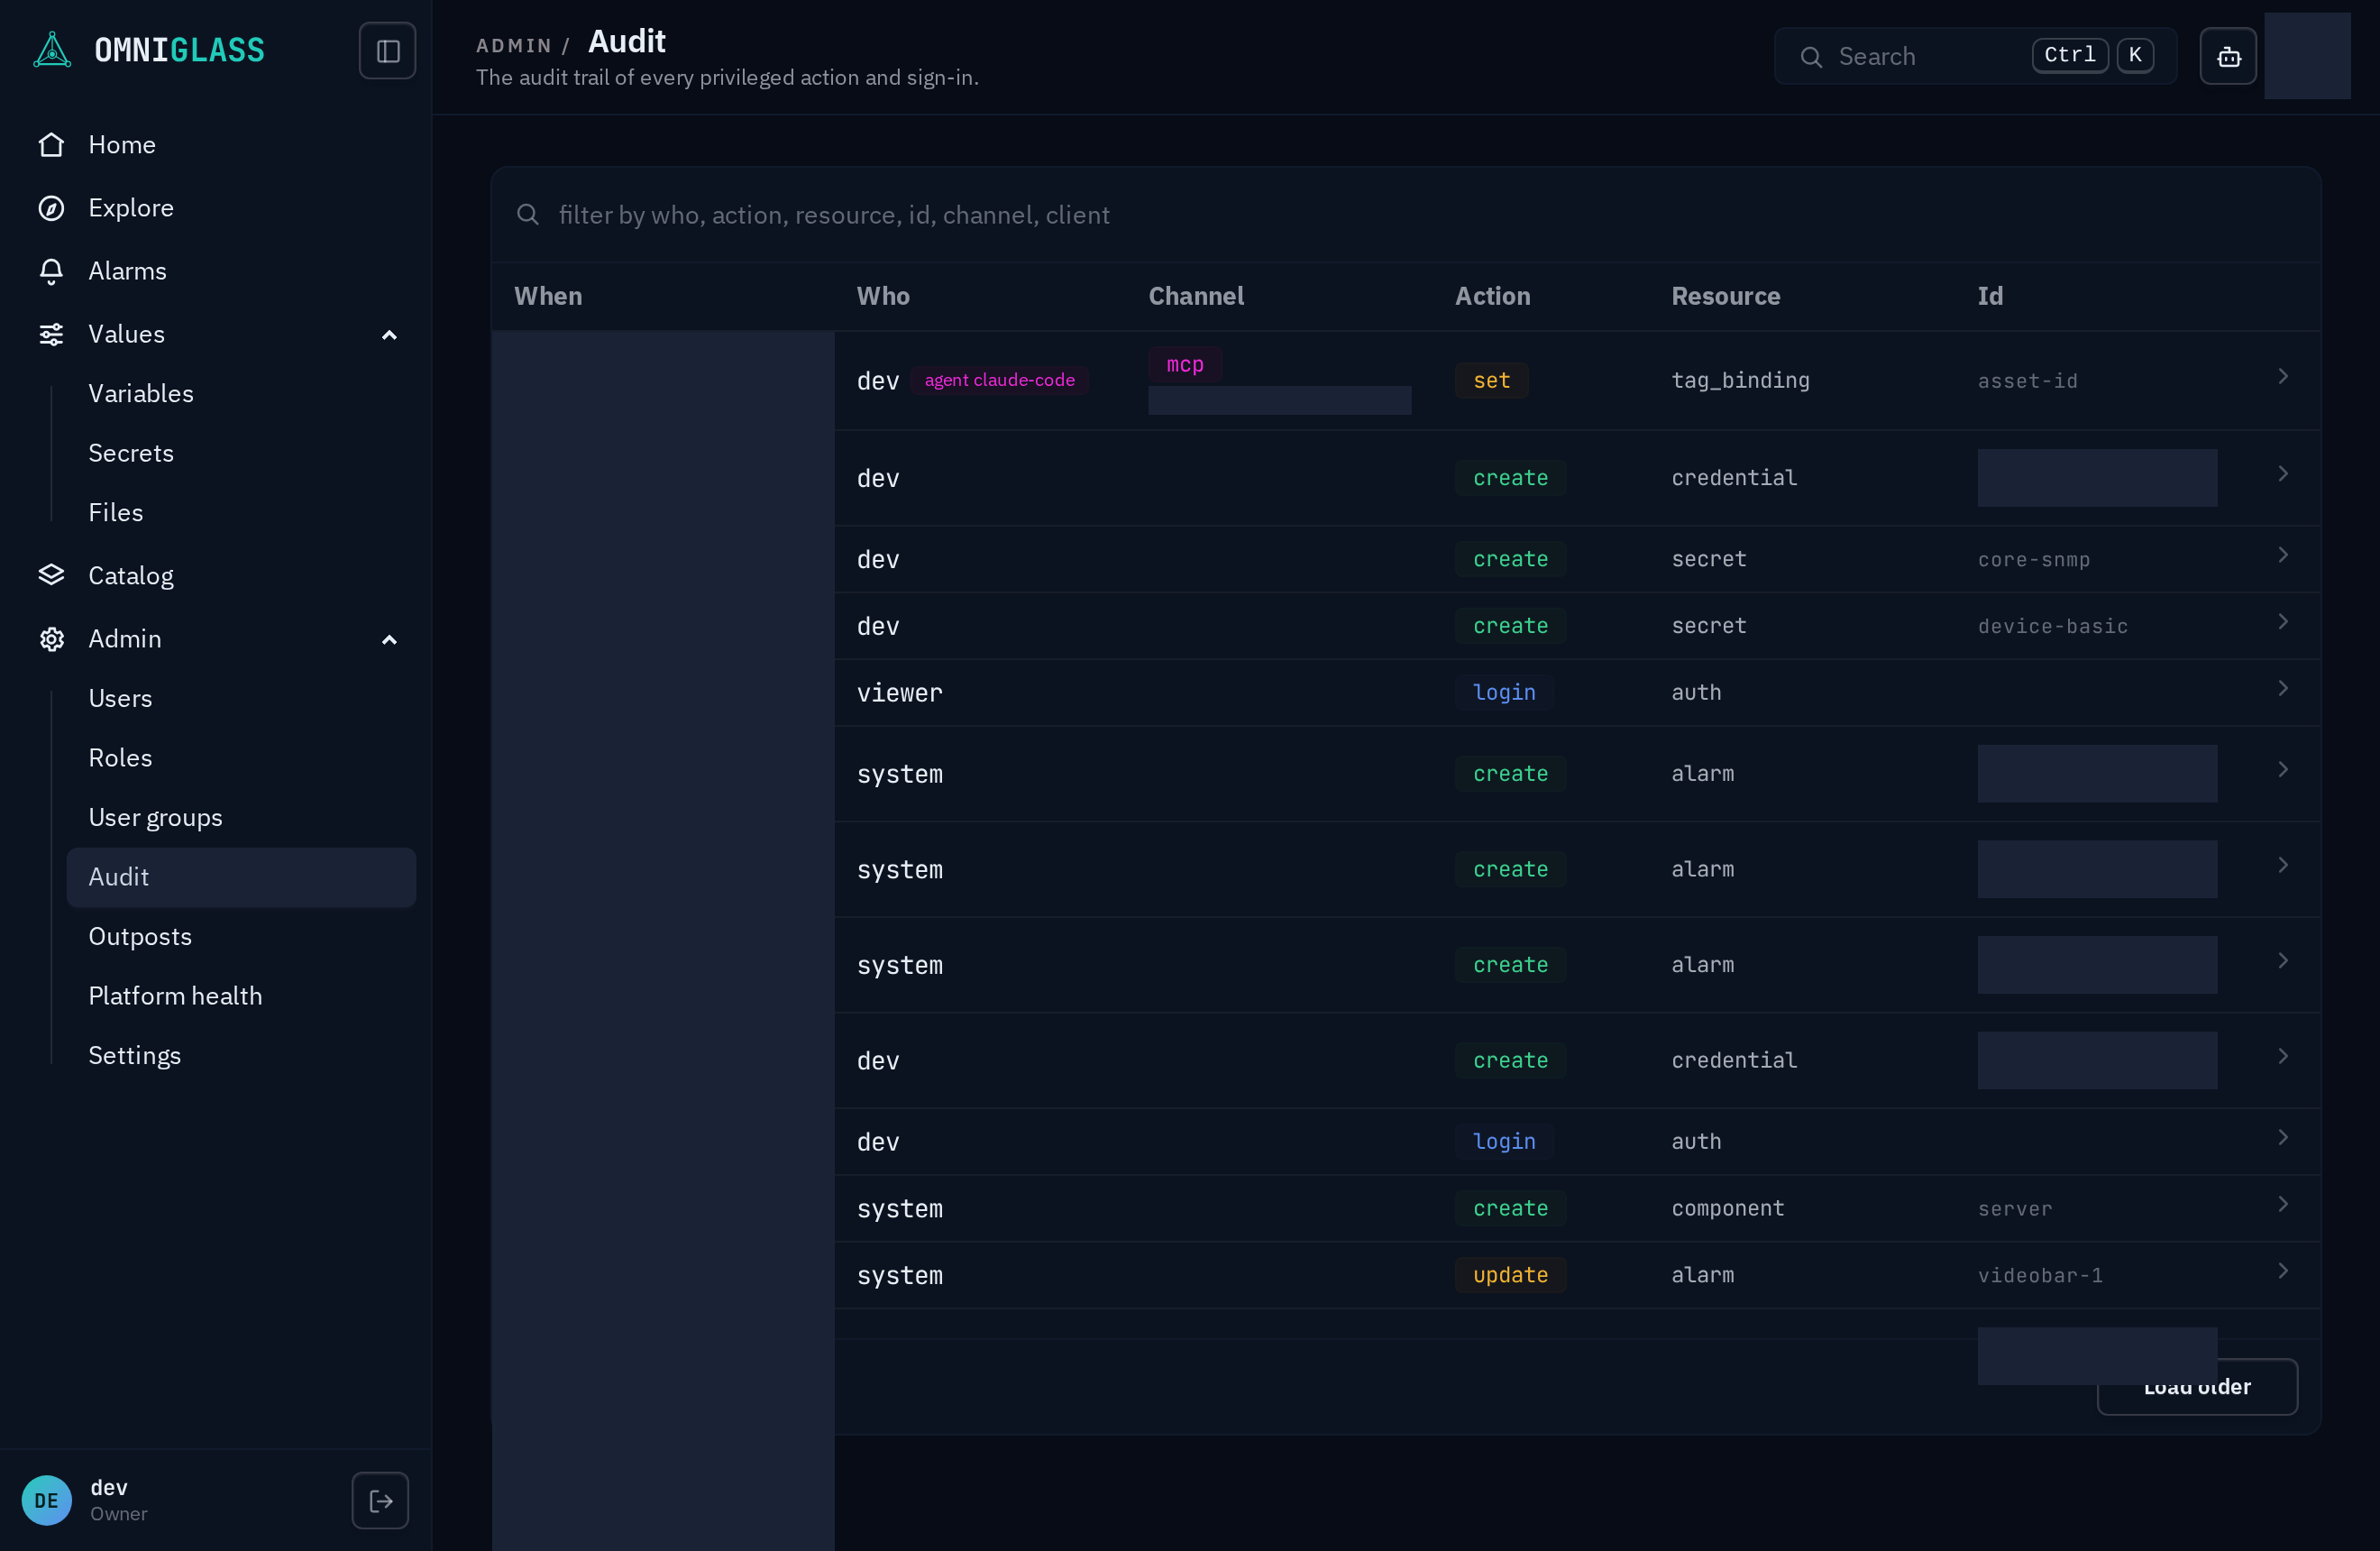 OMNIGLASS
ADMIN / Audit
The audit trail of every privileged action and sign-in.
Search Ctrl K
Home
Explore
Alarms
Values
Variables
Secrets
Files
Catalog
Admin
Users
Roles
User groups
Audit
Outposts
Platform health
Settings
DE dev
Owner
filter by who, action, resource, id, channel, client
When Who Channel Action Resource Id
dev agent claude-code mcp set tag_binding asset-id
dev create credential
dev create secret core-snmp
dev create secret device-basic
viewer login auth
system create alarm
system create alarm
system create alarm
dev create credential
dev login auth
system create component server
system update alarm videobar-1
Load older